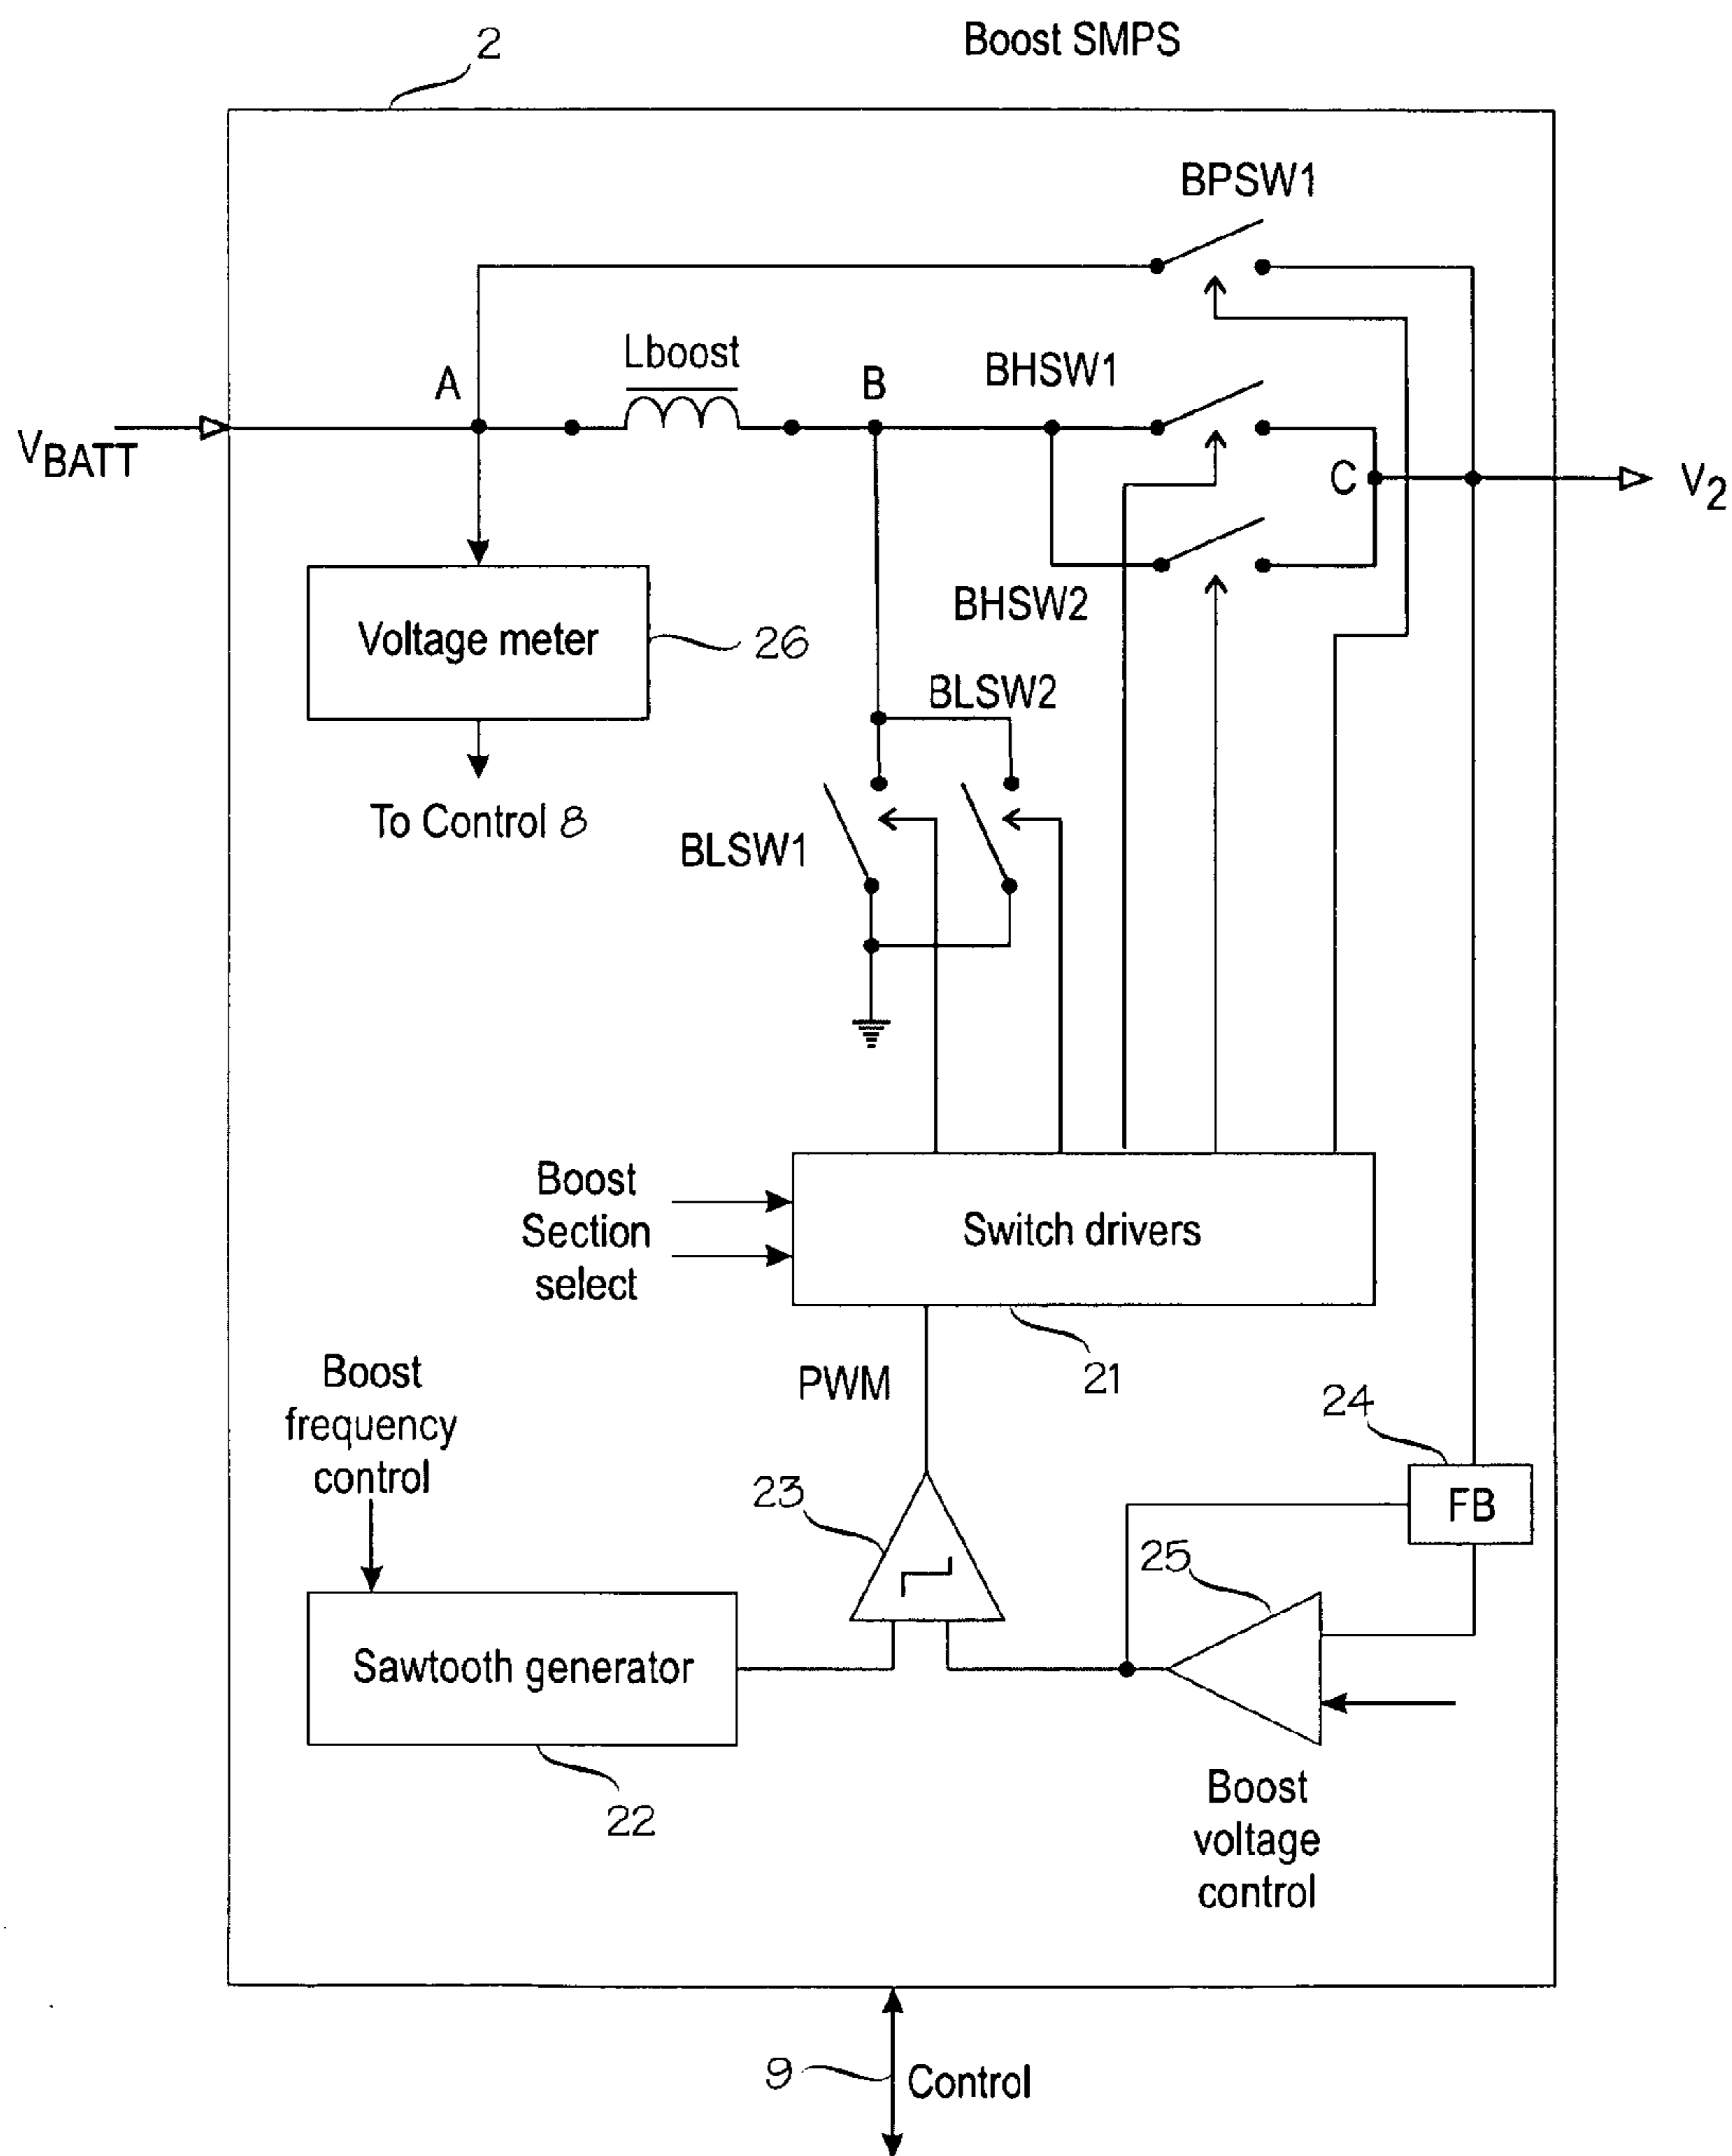 Boost SMPS
2
BPSW1
Lboost
A
B
BHSW1
VBATT
C
V2
BHSW2
Voltage meter
26
BLSW2
To Control 8
BLSW1
Boost
Section
select
Switch drivers
21
PWM
Boost
frequency
control
24
FB
23
25
Sawtooth generator
22
Boost
voltage
control
9
Control